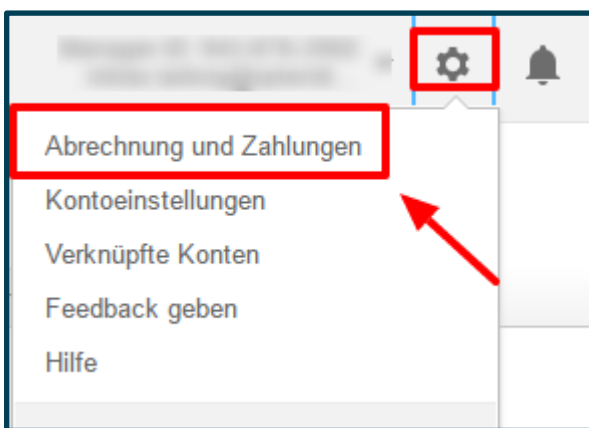 Abrechnung und Zahlungen
Kontoeinstellungen
Verknüpfte Konten
Feedback geben
Hilfe